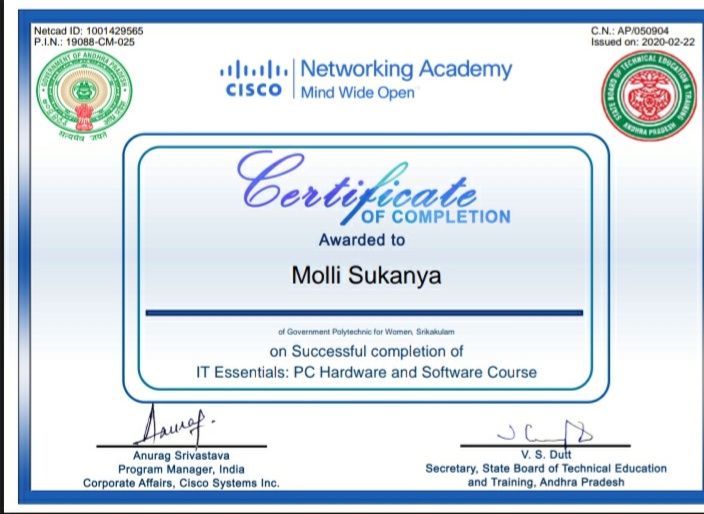 Netcad ID: 1001429565
P.I.N.: 19088-CM-025
C.N.: AP/050904
Issued on: 2020-02-22
GOVERNMENT OF ANDHRA PRADESH
सत्यमेव जयते
STATE BOARD OF TECHNICAL EDUCATION & TRAINING
ANDHRA PRADESH
CISCO
Networking Academy
Mind Wide Open
Certificate
OF COMPLETION
Awarded to
Molli Sukanya
of Government Polytechnic for Women, Srikakulam
on Successful completion of
IT Essentials: PC Hardware and Software Course
Anurag Srivastava
Program Manager, India
Corporate Affairs, Cisco Systems Inc.
V. S. Dutt
Secretary, State Board of Technical Education
and Training, Andhra Pradesh